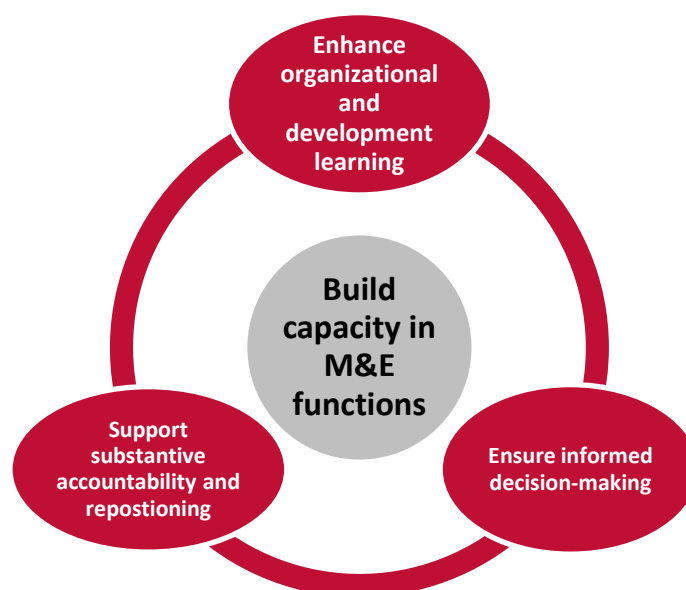 Enhance
organizational
and
development
learning
Build
capacity in
M&E
functions
Support
substantive
accountability and
repostioning
Ensure informed
decision-making